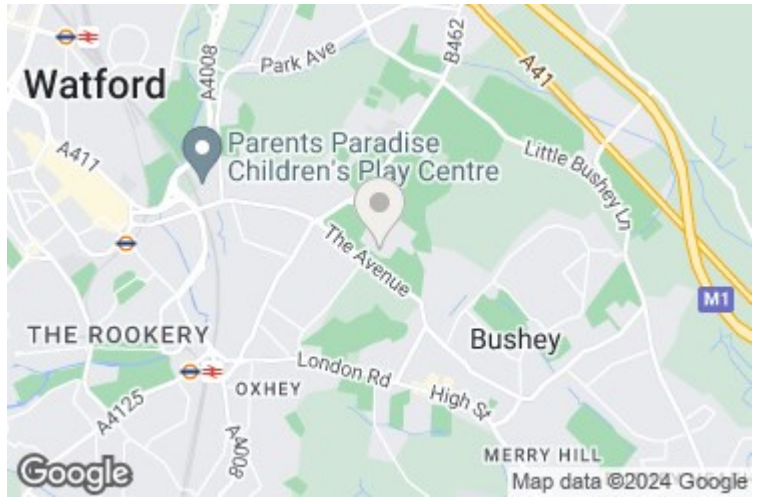 Park Ave
B462
A4008
A41
Watford
A411
Parents Paradise
Children's Play Centre
Little Bushey Ln
The Avenue
M1
THE ROOKERY
Bushey
London Rd
OXHEY
High St
A4125
A4008
MERRY HILL
Google
Map data ©2024 Google